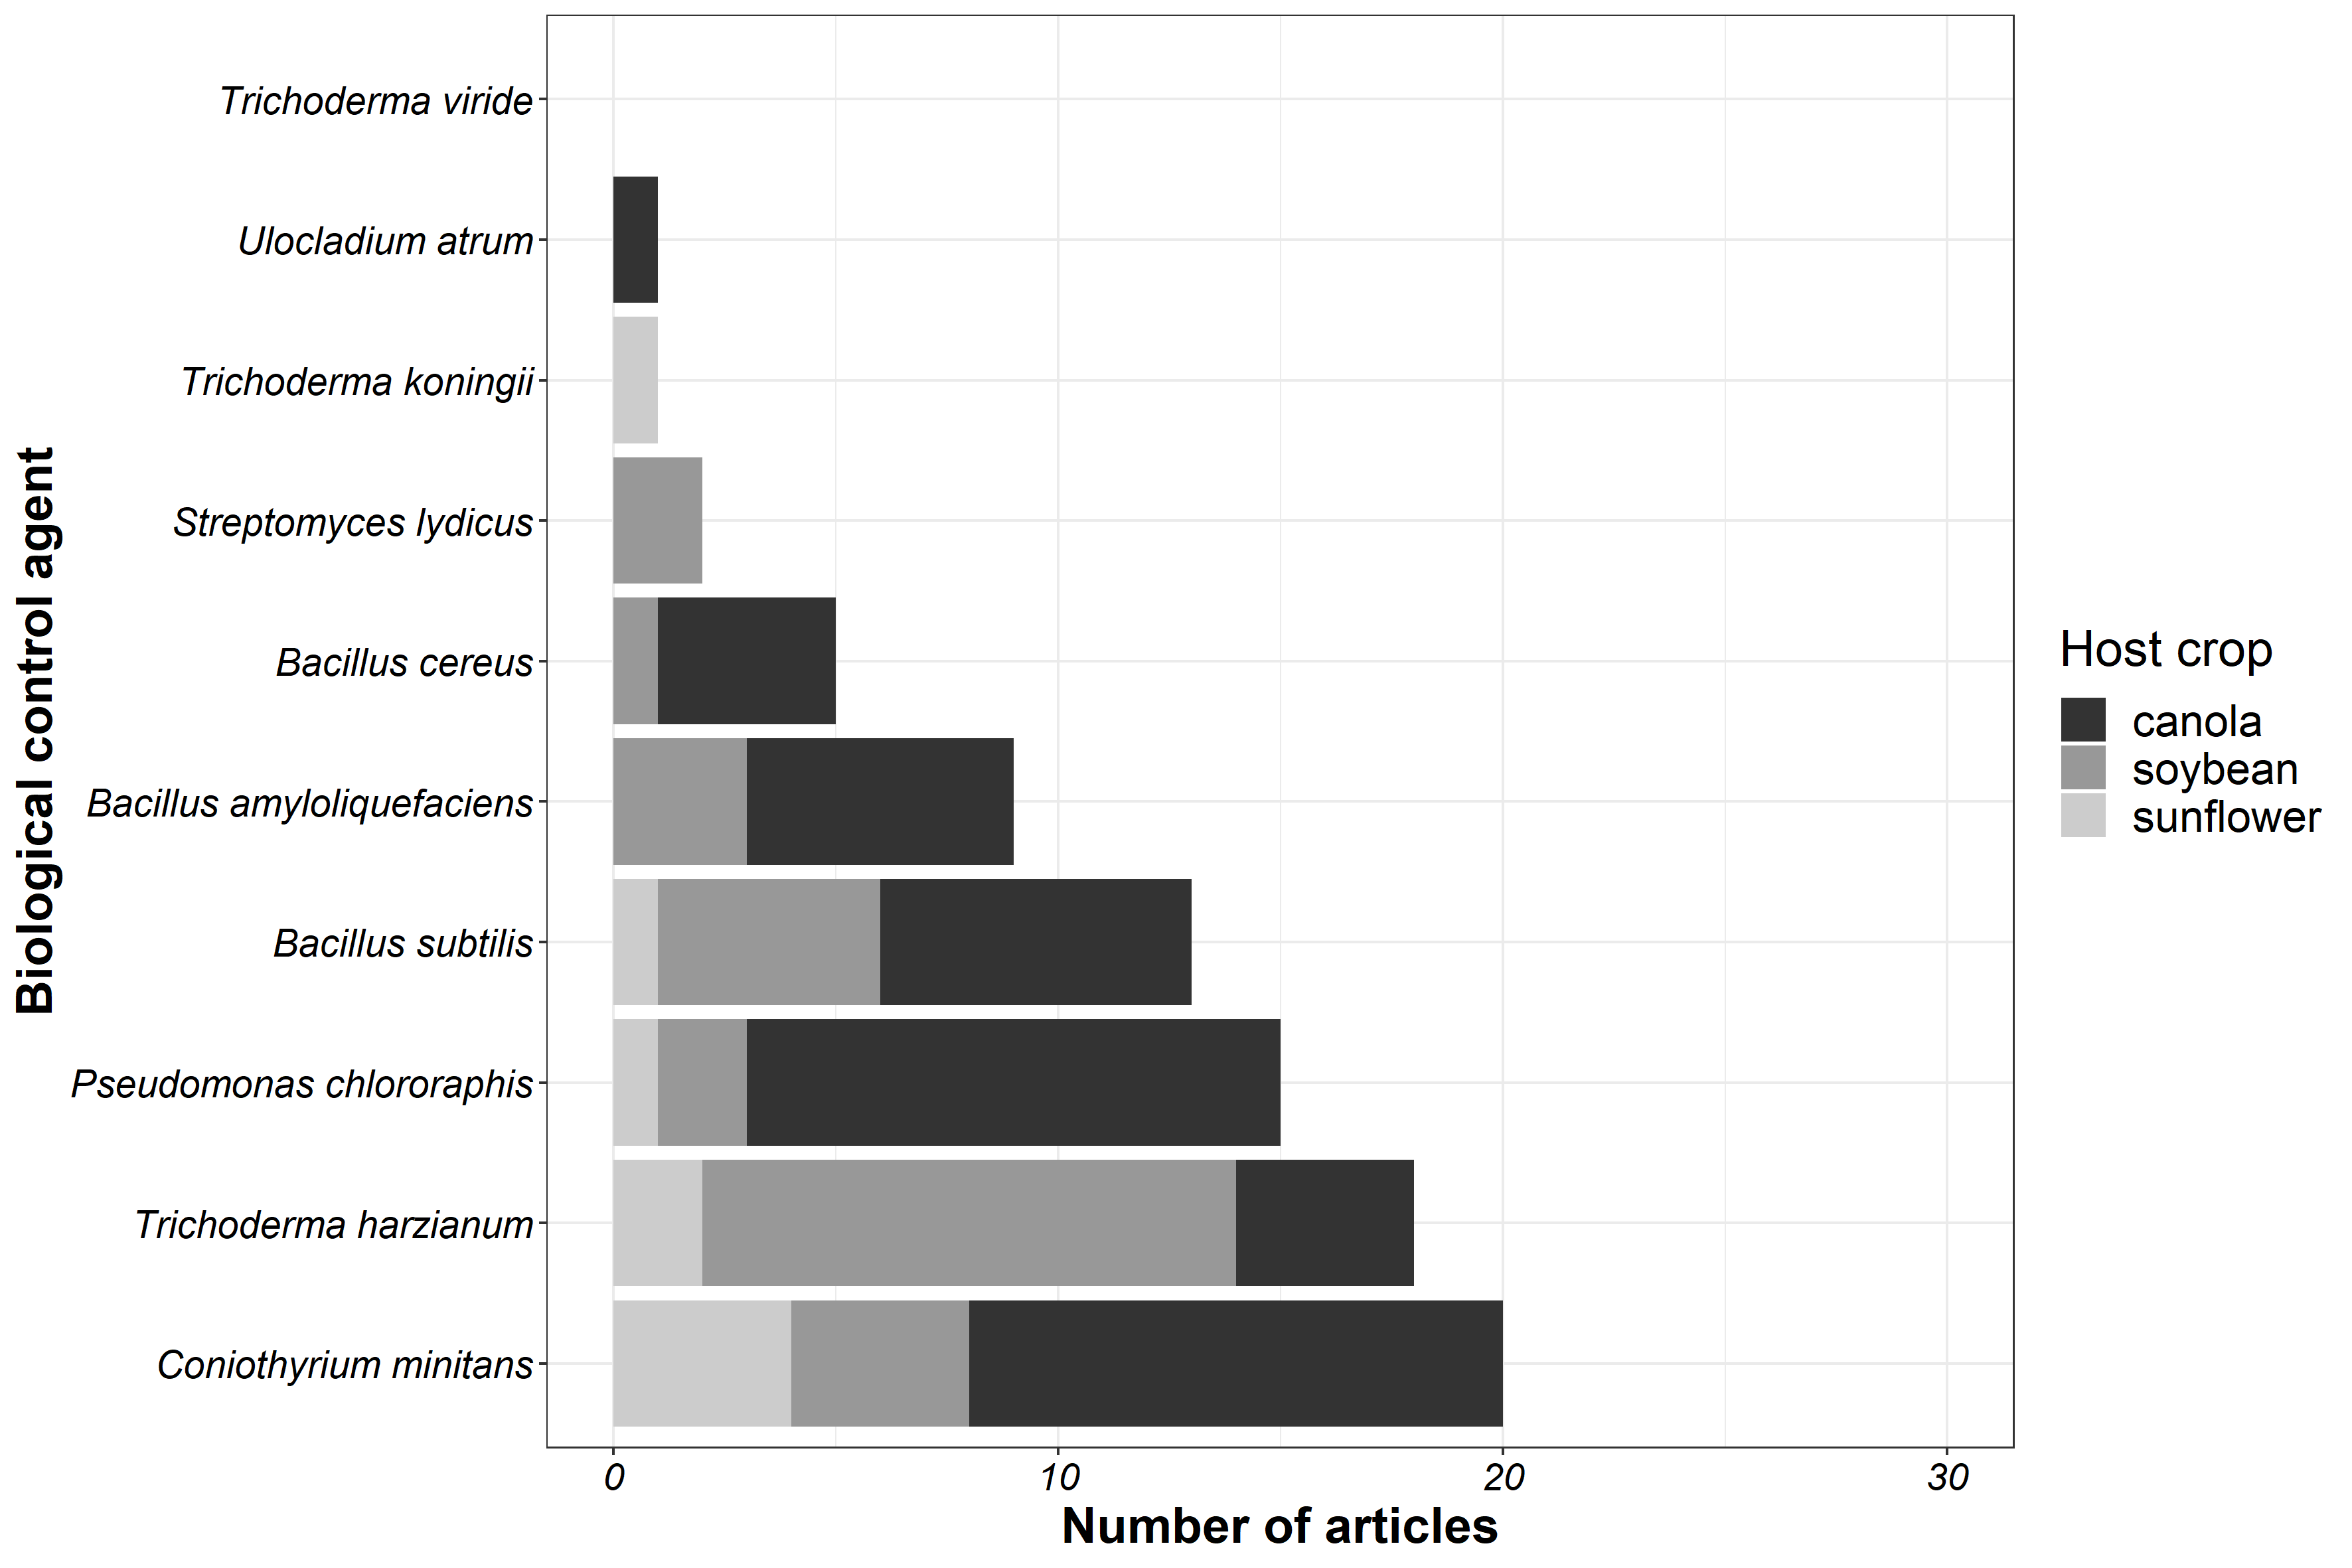 Biological control agent
Trichoderma viride
Ulocladium atrum
Trichoderma koningii
Streptomyces lydicus
Bacillus cereus
Bacillus amyloliquefaciens
Bacillus subtilis
Pseudomonas chlororaphis
Trichoderma harzianum
Coniothyrium minitans
0 10 20 30
Number of articles
Host crop
canola
soybean
sunflower